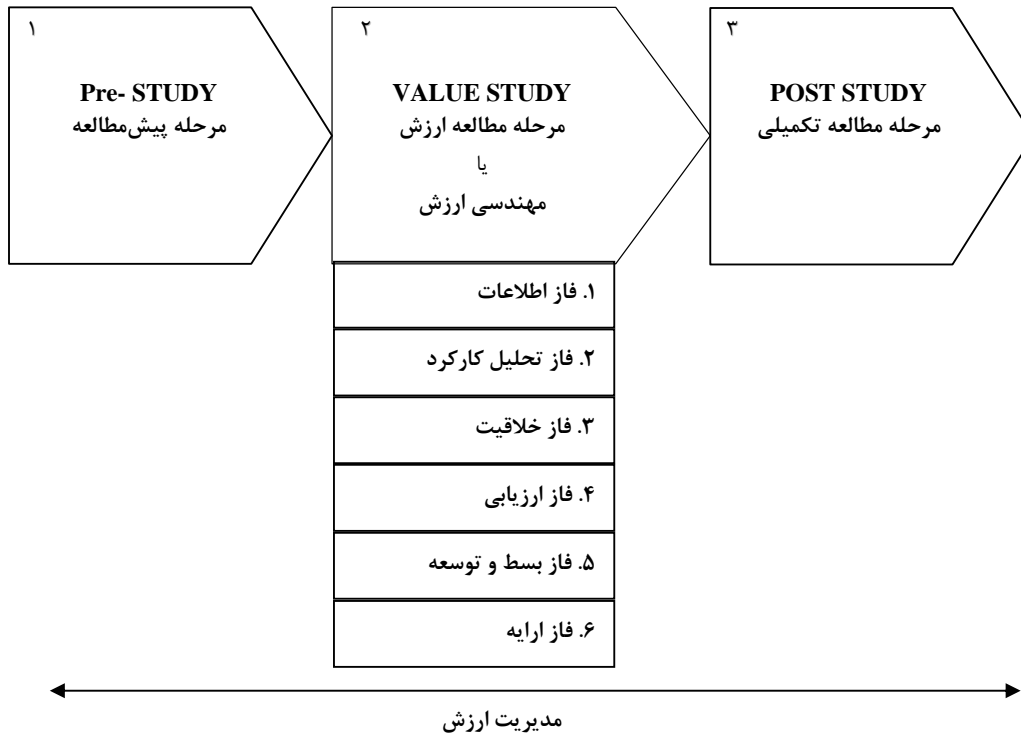 ۱
Pre- STUDY
مرحله پیش‌مطالعه
۲
VALUE STUDY
مرحله مطالعه ارزش
یا
مهندسی ارزش
۳
POST STUDY
مرحله مطالعه تکمیلی
۱. فاز اطلاعات
۲. فاز تحلیل کارکرد
۳. فاز خلاقیت
۴. فاز ارزیابی
۵. فاز بسط و توسعه
۶. فاز ارایه
مدیریت ارزش